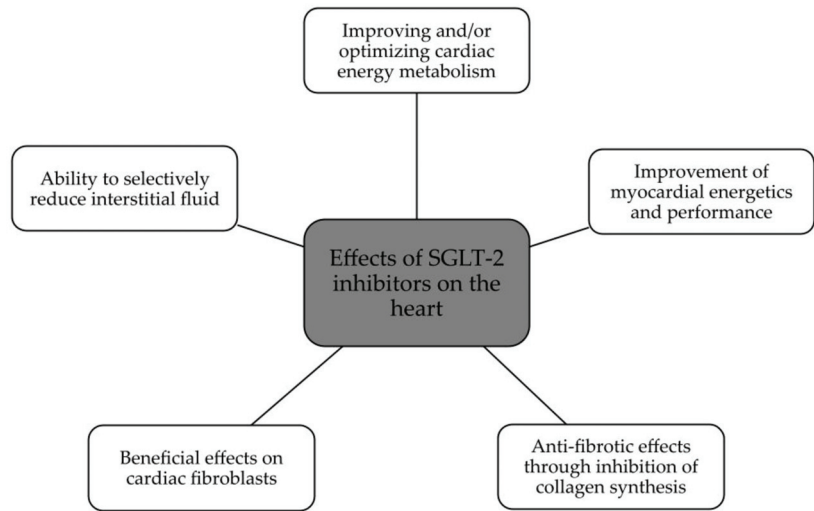 Improving and/or
optimizing cardiac
energy metabolism
Ability to selectively
reduce interstitial fluid
Improvement of
myocardial energetics
and performance
Effects of SGLT-2
inhibitors on the
heart
Beneficial effects on
cardiac fibroblasts
Anti-fibrotic effects
through inhibition of
collagen synthesis